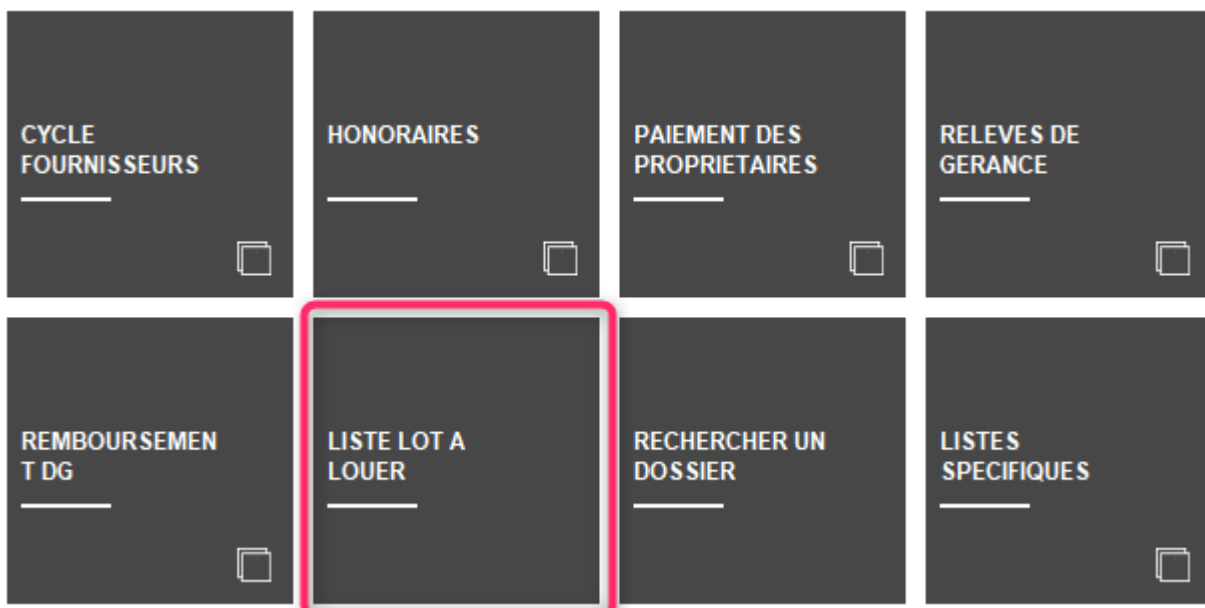 CYCLE
FOURNISSEURS
HONORAIRES
PAIEMENT DES
PROPRIETAIRES
RELEVES DE
GERANCE
REMBOURSEMEN
T DG
LISTE LOT A
LOUER
RECHERCHER UN
DOSSIER
LISTES
SPECIFIQUES